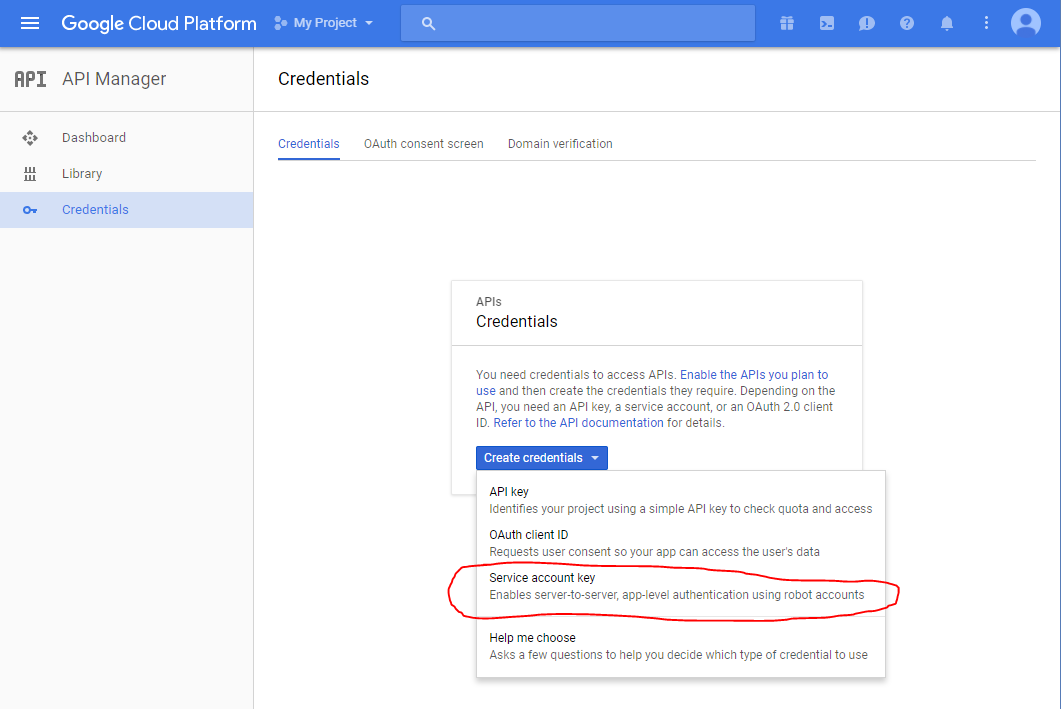 Google Cloud Platform
My Project
API
API Manager
Credentials
Dashboard
Library
Credentials
Credentials
OAuth consent screen
Domain verification
APIs
Credentials
You need credentials to access APIs. Enable the APIs you plan to
use and then create the credentials they require. Depending on the
API, you need an API key, a service account, or an OAuth 2.0 client
ID. Refer to the API documentation for details.
Create credentials
API key
Identifies your project using a simple API key to check quota and access
OAuth client ID
Requests user consent so your app can access the user's data
Service account key
Enables server-to-server, app-level authentication using robot accounts
Help me choose
Asks a few questions to help you decide which type of credential to use